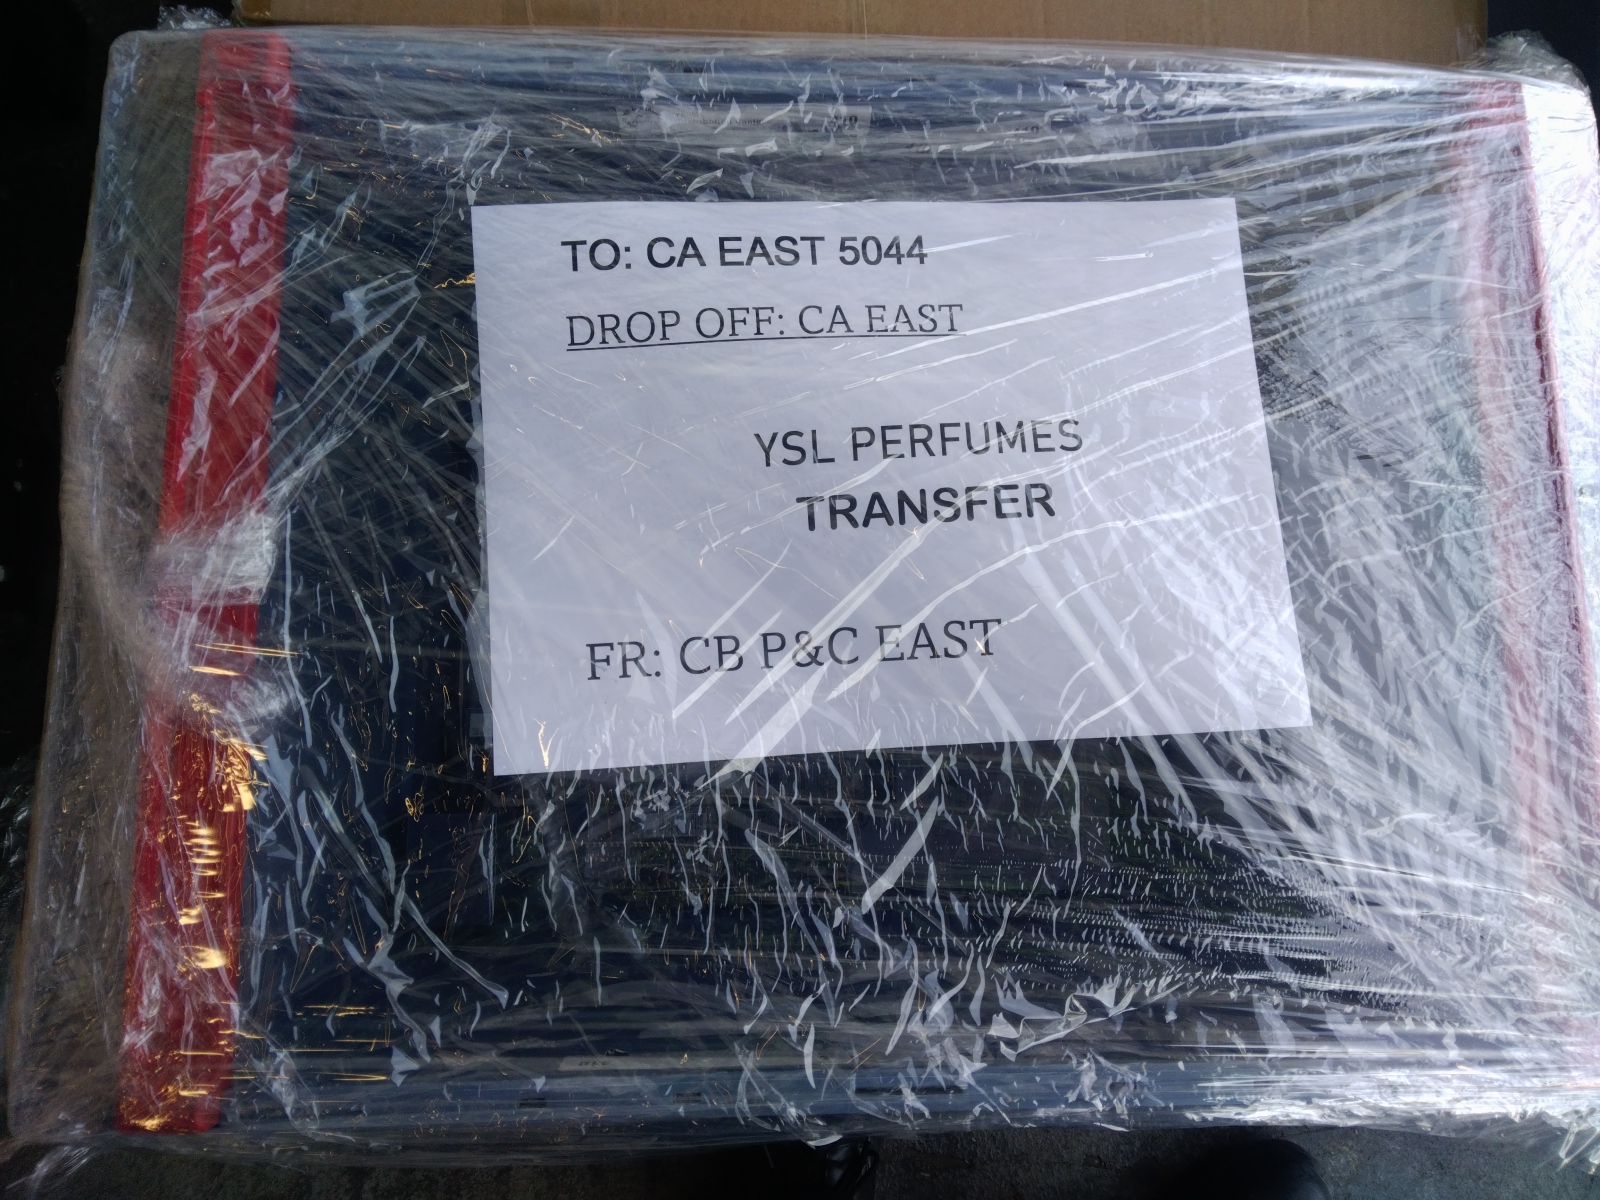 TO: CA EAST 5044
DROP OFF: CA EAST
YSL PERFUMES
TRANSFER
FR: CB P&C EAST